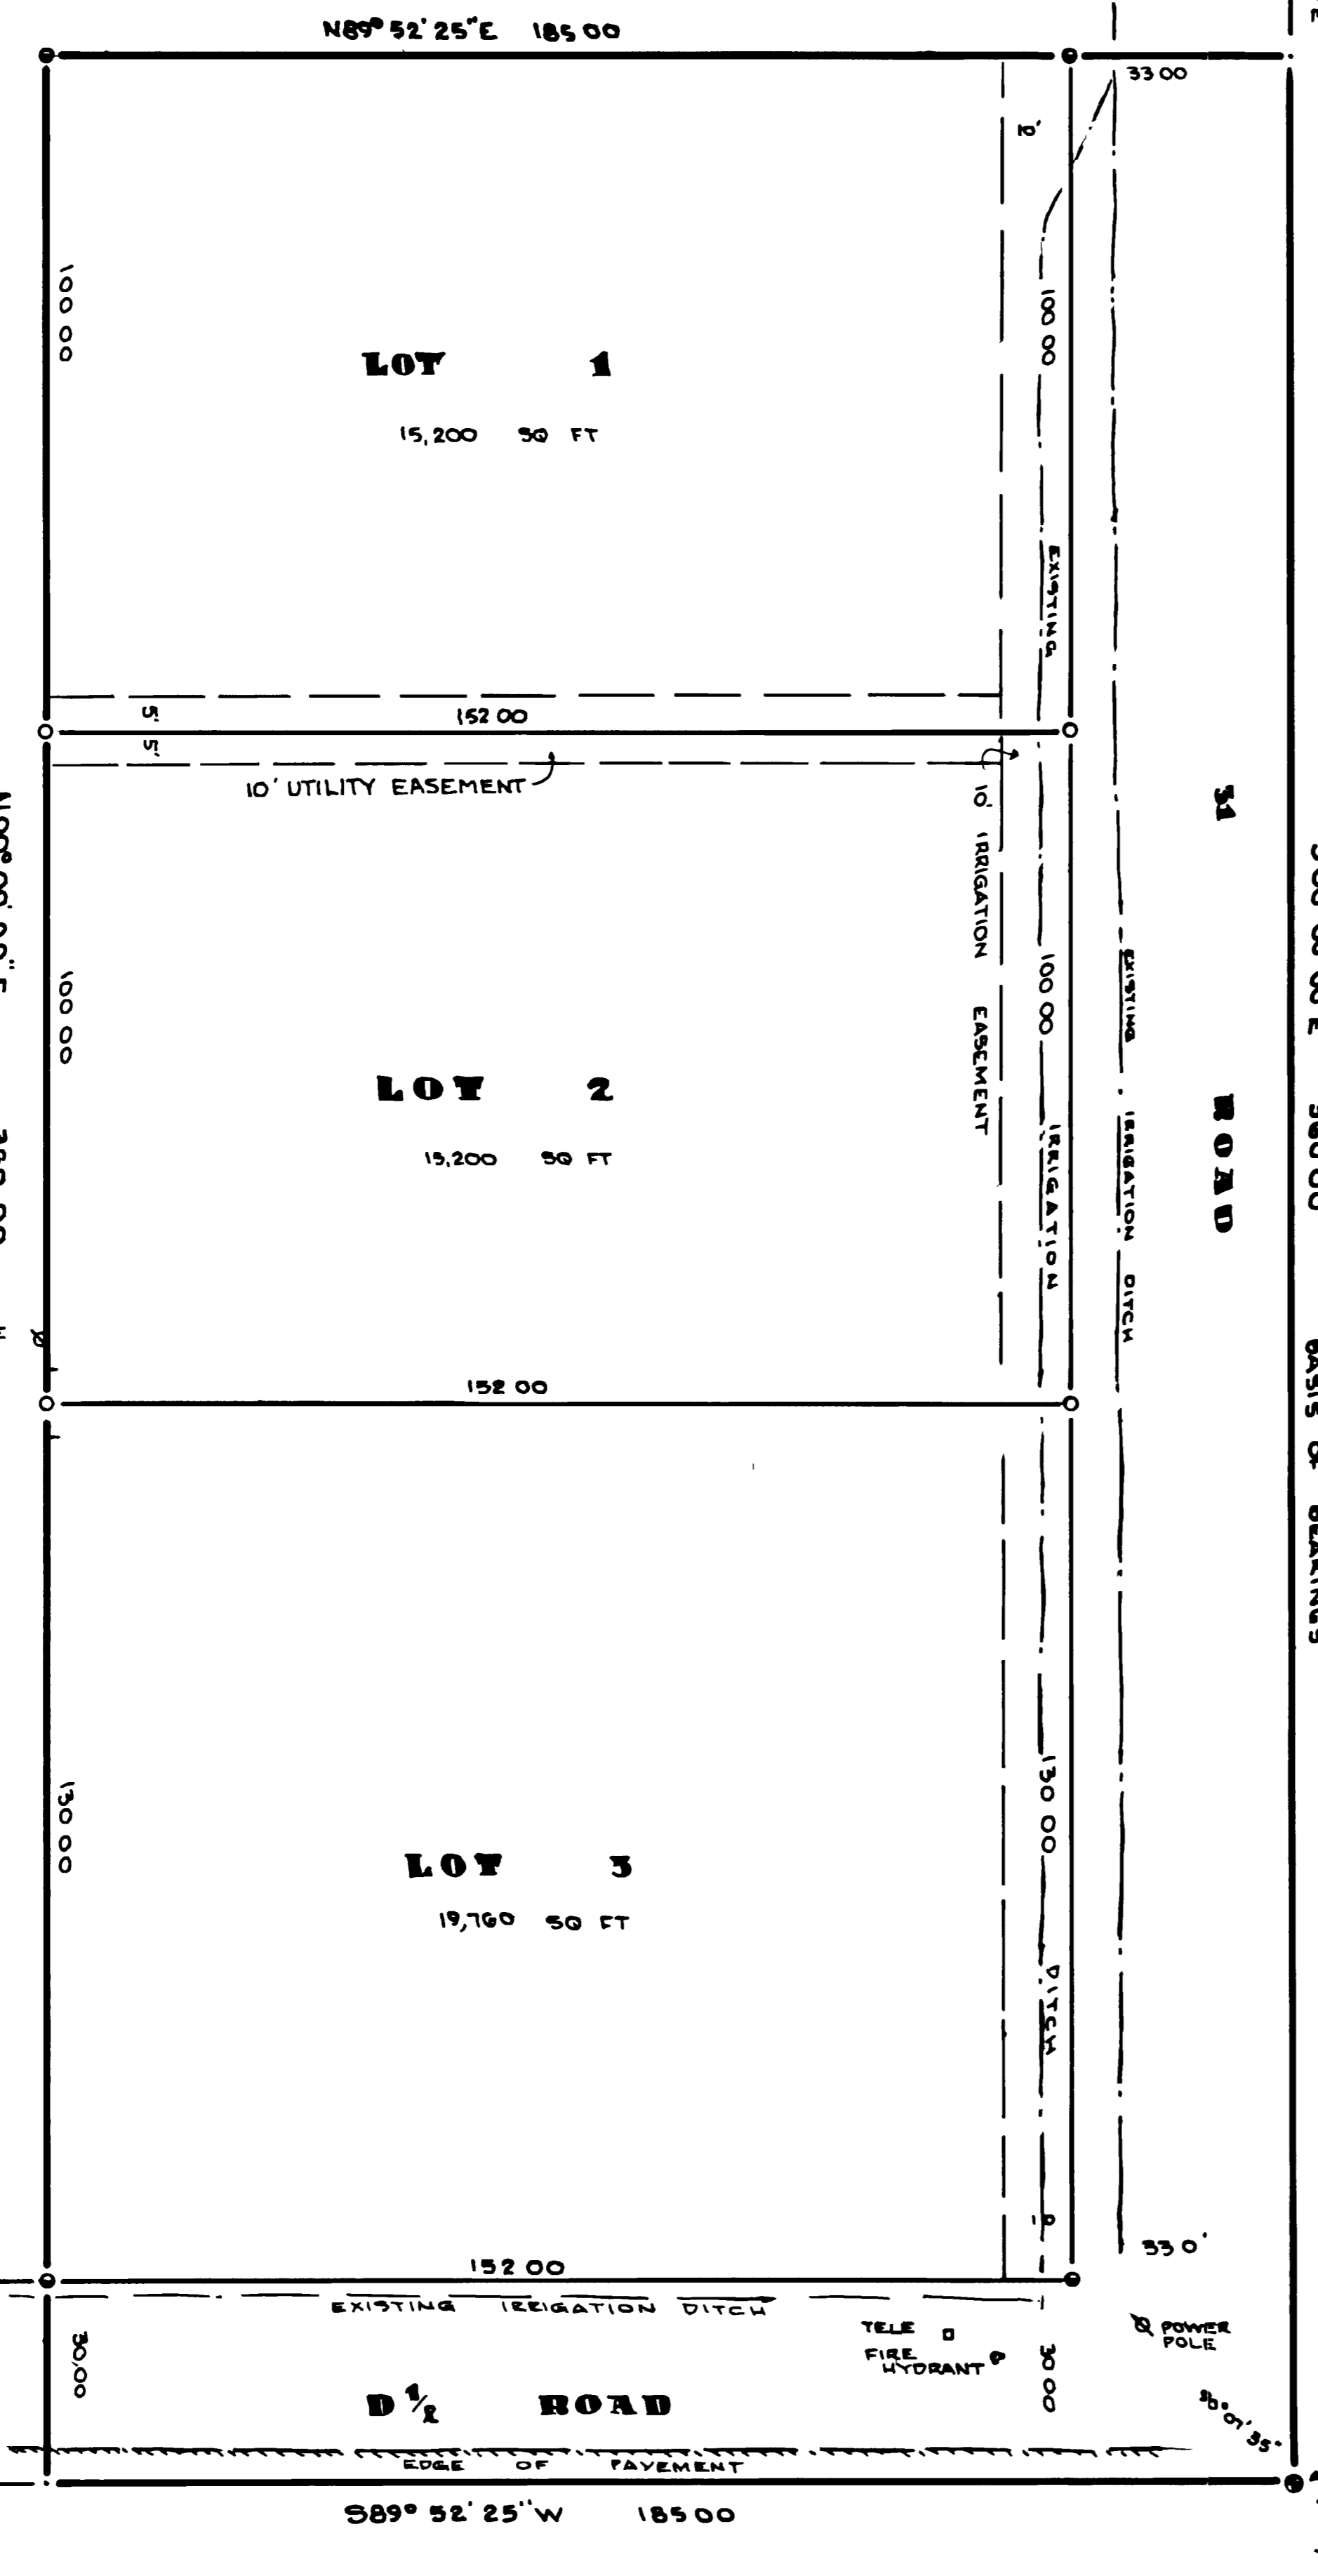 N89° 52' 25" E 185 00
33 00
100 00
100 00
LOT 1
15,200 SQ FT
EXISTING
5'
152 00
5'
10' UTILITY EASEMENT
10' IRRIGATION EASEMENT
31 ROAD
100 00
100 00
EXISTING IRRIGATION DITCH
LOT 2
15,200 SQ FT
IRRIGATION
BASIS OF BEARINGS
152 00
130 00
130 00
LOT 3
19,760 SQ FT
DITCH
33 0'
152 00
EXISTING IRRIGATION DITCH
TELE
FIRE
HYDRANT
POWER
POLE
30.00
30 00
D 1/2 ROAD
90° 07' 35"
EDGE OF PAVEMENT
S89° 52' 25" W 185 00